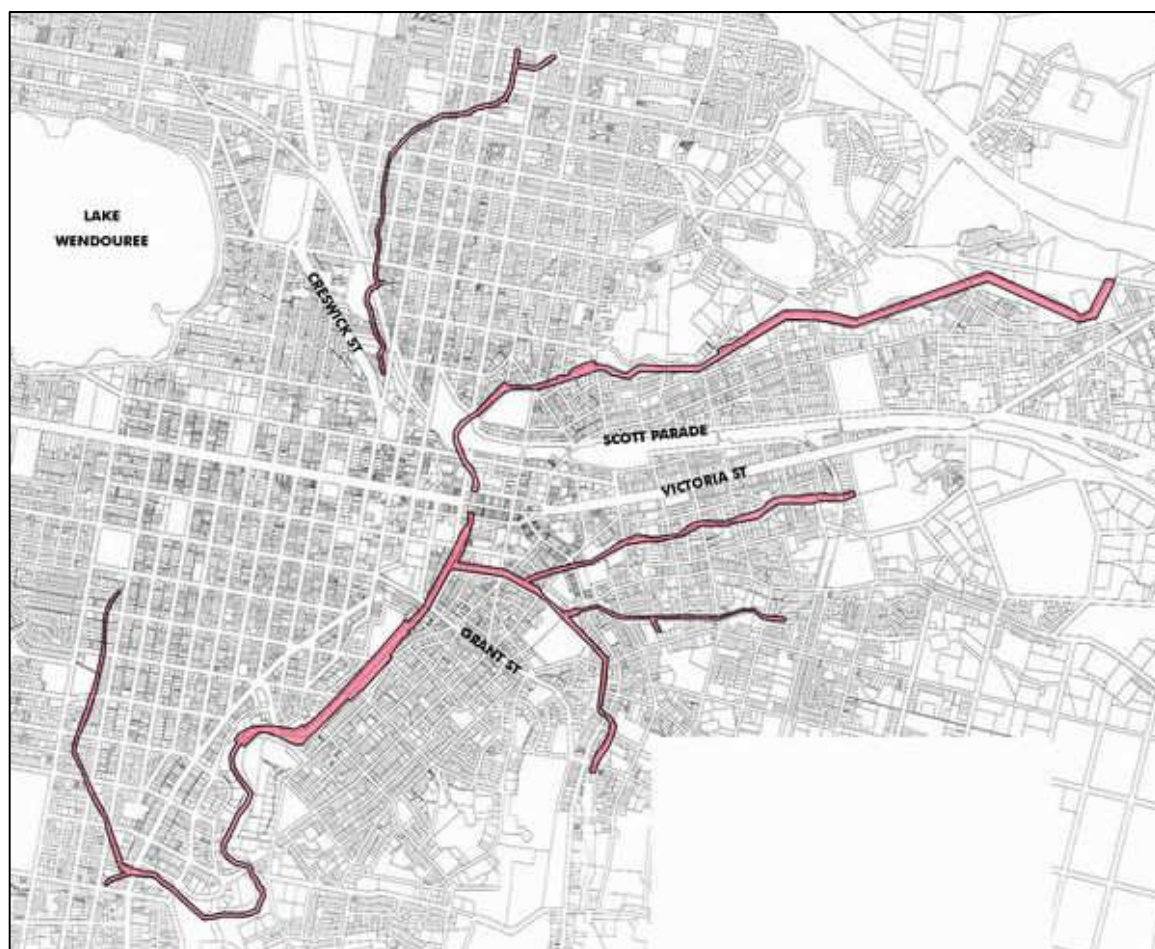 LAKE
WENDOUREE
CRESWICK ST
SCOTT PARADE
VICTORIA ST
GRANT ST